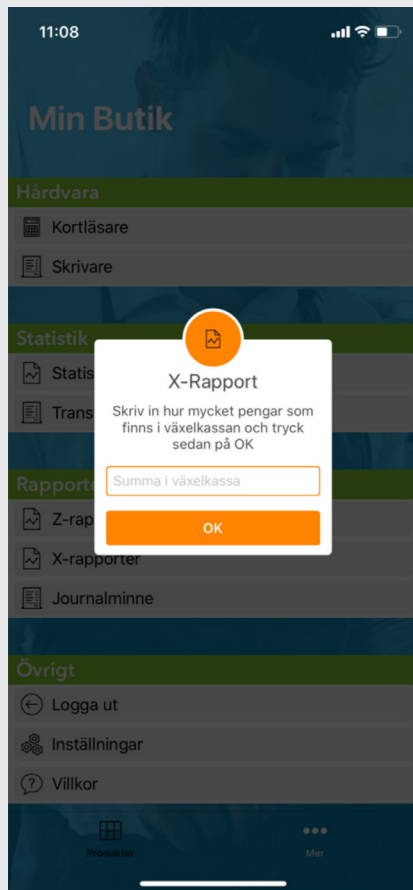 11:08
Min Butik
Hårdvara
Kortläsare
Skrivare
Statistik
Statis
Trans
X-Rapport
Skriv in hur mycket pengar som
finns i växelkassan och tryck
sedan på OK
Summa i växelkassa
OK
Rapporte
Z-rap
X-rapporter
Journalminne
Övrigt
Logga ut
Inställningar
Villkor
Produkter
Mer